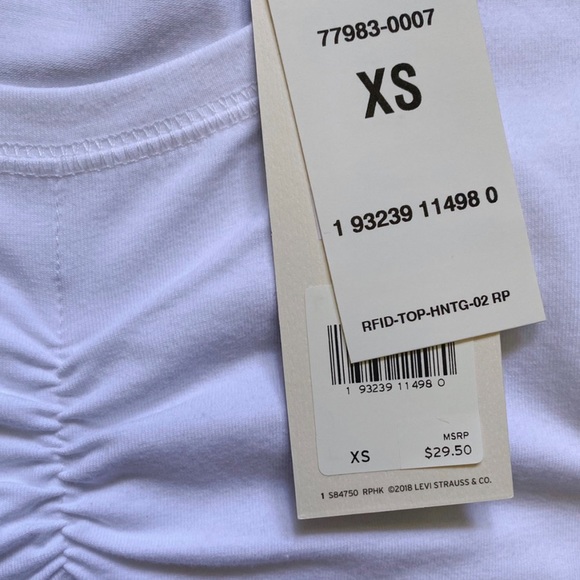 77983-0007
XS
1 93239 11498 0
RFID-TOP-HNTG-02 RP
1 93239 11498 0
XS
MSRP
$29.50
1 S84750 RPHK ©2018 LEVI STRAUSS & CO.